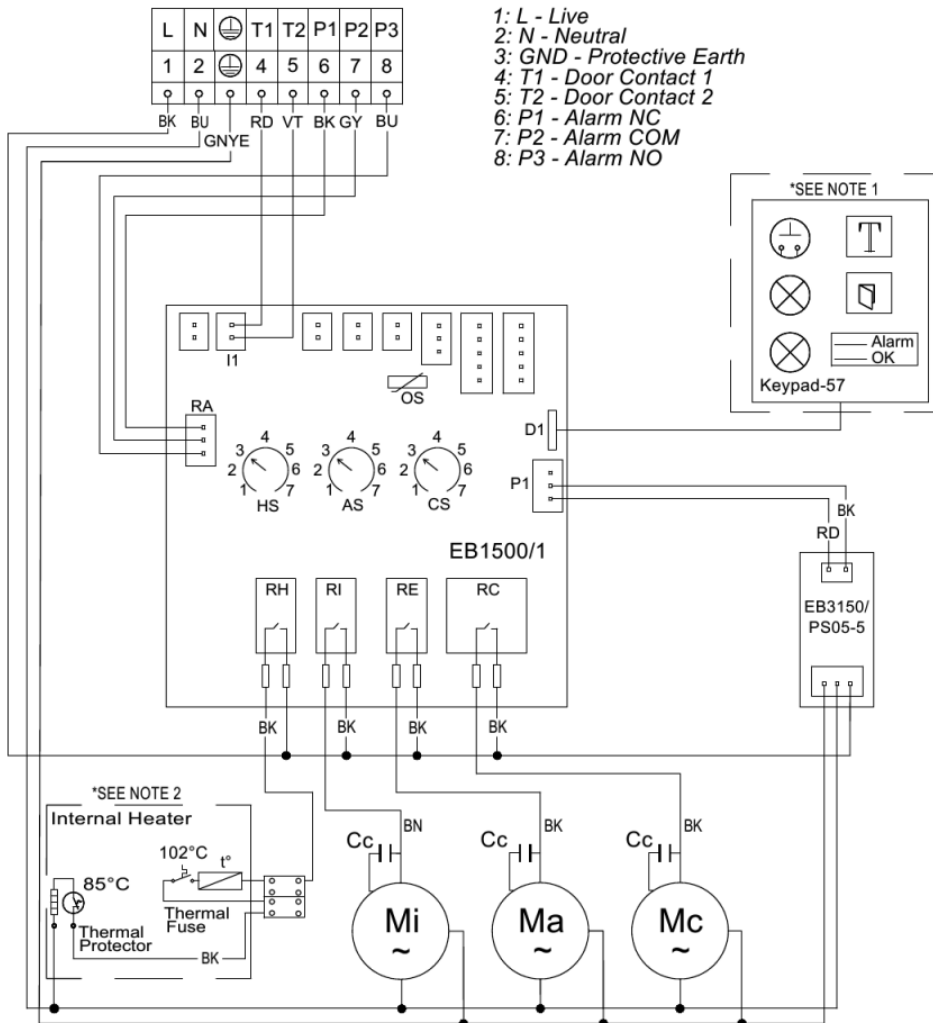 L N T1 T2 P1 P2 P3
1 2 4 5 6 7 8
BK BU GNYE RD VT BK GY BU
1: L - Live
2: N - Neutral
3: GND - Protective Earth
4: T1 - Door Contact 1
5: T2 - Door Contact 2
6: P1 - Alarm NC
7: P2 - Alarm COM
8: P3 - Alarm NO
*SEE NOTE 1
T
Alarm
OK
Keypad-57
I1
OS
RA
D1
P1
1 2 3 4 5 6 7
HS
1 2 3 4 5 6 7
AS
1 2 3 4 5 6 7
CS
BK
RD
EB1500/1
EB3150/
PS05-5
RH RI RE RC
BK BK BK BK
*SEE NOTE 2
Internal Heater
102°C
t°
85°C
Thermal
Fuse
Thermal
Protector
BK
BN BK BK
Cc Cc Cc
Mi Ma Mc
~ ~ ~